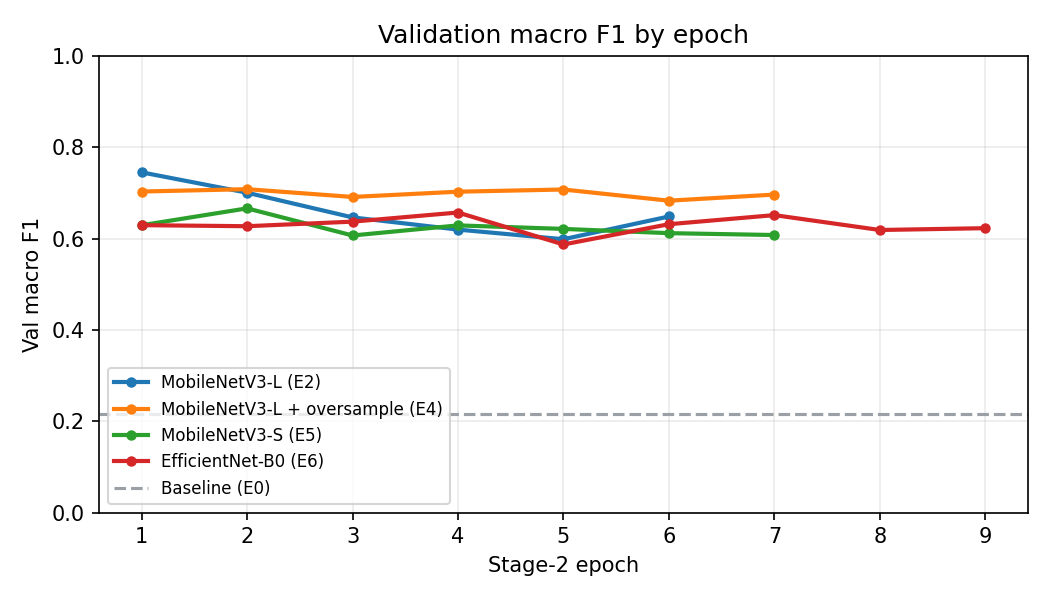 Validation macro F1 by epoch
1.0
0.8
0.6
0.4
0.2
0.0
Val macro F1
MobileNetV3-L (E2)
MobileNetV3-L + oversample (E4)
MobileNetV3-S (E5)
EfficientNet-B0 (E6)
Baseline (E0)
1 2 3 4 5 6 7 8 9
Stage-2 epoch